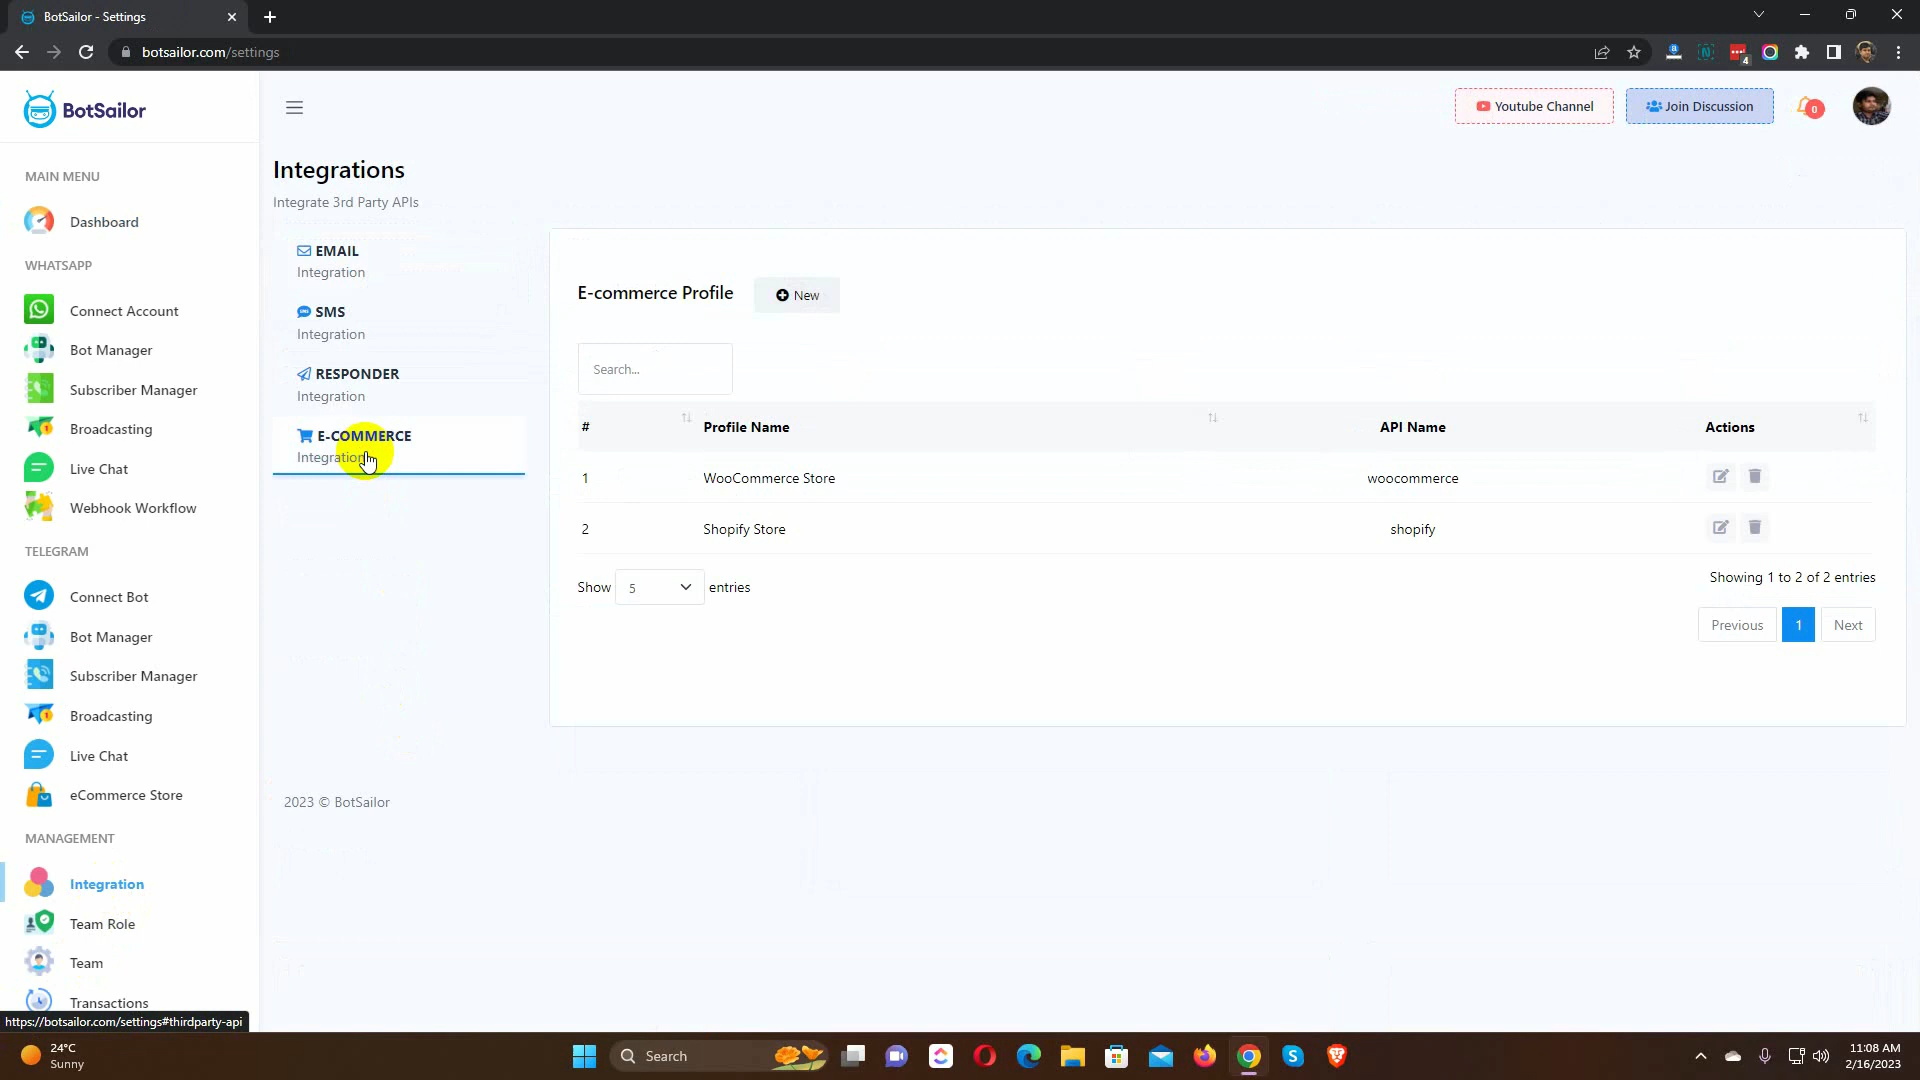 BotSailor - Settings
botsailor.com/settings
4
BotSailor
Youtube Channel
Join Discussion
0
MAIN MENU
Dashboard
WHATSAPP
Connect Account
Bot Manager
Subscriber Manager
Broadcasting
Live Chat
Webhook Workflow
TELEGRAM
Connect Bot
Bot Manager
Subscriber Manager
Broadcasting
Live Chat
eCommerce Store
MANAGEMENT
Integration
Team Role
Team
Transactions
https://botsailor.com/settings#thirdparty-api
Integrations
Integrate 3rd Party APIs
EMAIL
Integration
SMS
Integration
RESPONDER
Integration
E-COMMERCE
Integration
E-commerce Profile
New
Search...
# Profile Name API Name Actions
1 WooCommerce Store woocommerce
2 Shopify Store shopify
Show 5 entries
Showing 1 to 2 of 2 entries
Previous 1 Next
2023 © BotSailor
24°C
Sunny
Search
11:08 AM
2/16/2023